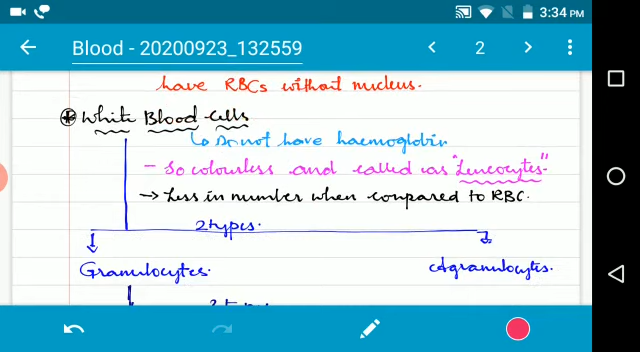 3:34 PM
Blood - 20200923_132559
2
have RBCs without nucleus.
White Blood cells
↳ Do not have haemoglobin
- So colourless and called as "Leucocytes"
→ Less in number when compared to RBC.
2 types.
Granulocytes. Agranulocytes.